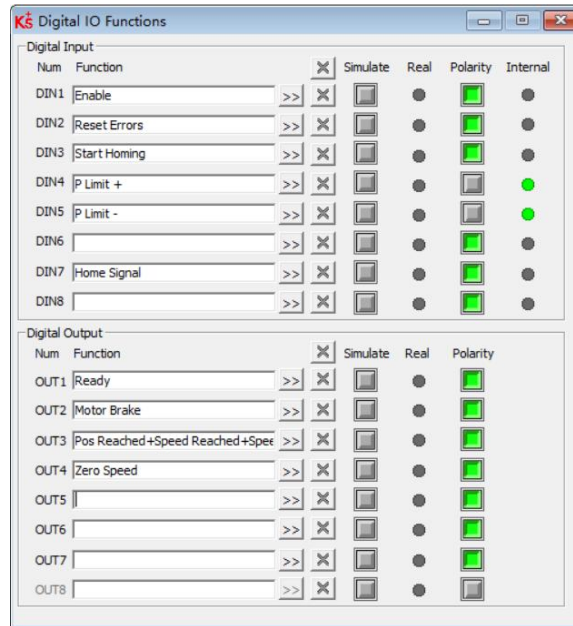 KS Digital IO Functions
Digital Input
Num Function Simulate Real Polarity Internal
DIN1 Enable >>
DIN2 Reset Errors >>
DIN3 Start Homing >>
DIN4 P Limit + >>
DIN5 P Limit - >>
DIN6 >>
DIN7 Home Signal >>
DIN8 >>
Digital Output
Num Function Simulate Real Polarity
OUT1 Ready >>
OUT2 Motor Brake >>
OUT3 Pos Reached+Speed Reached+Spee >>
OUT4 Zero Speed >>
OUT5 >>
OUT6 >>
OUT7 >>
OUT8 >>